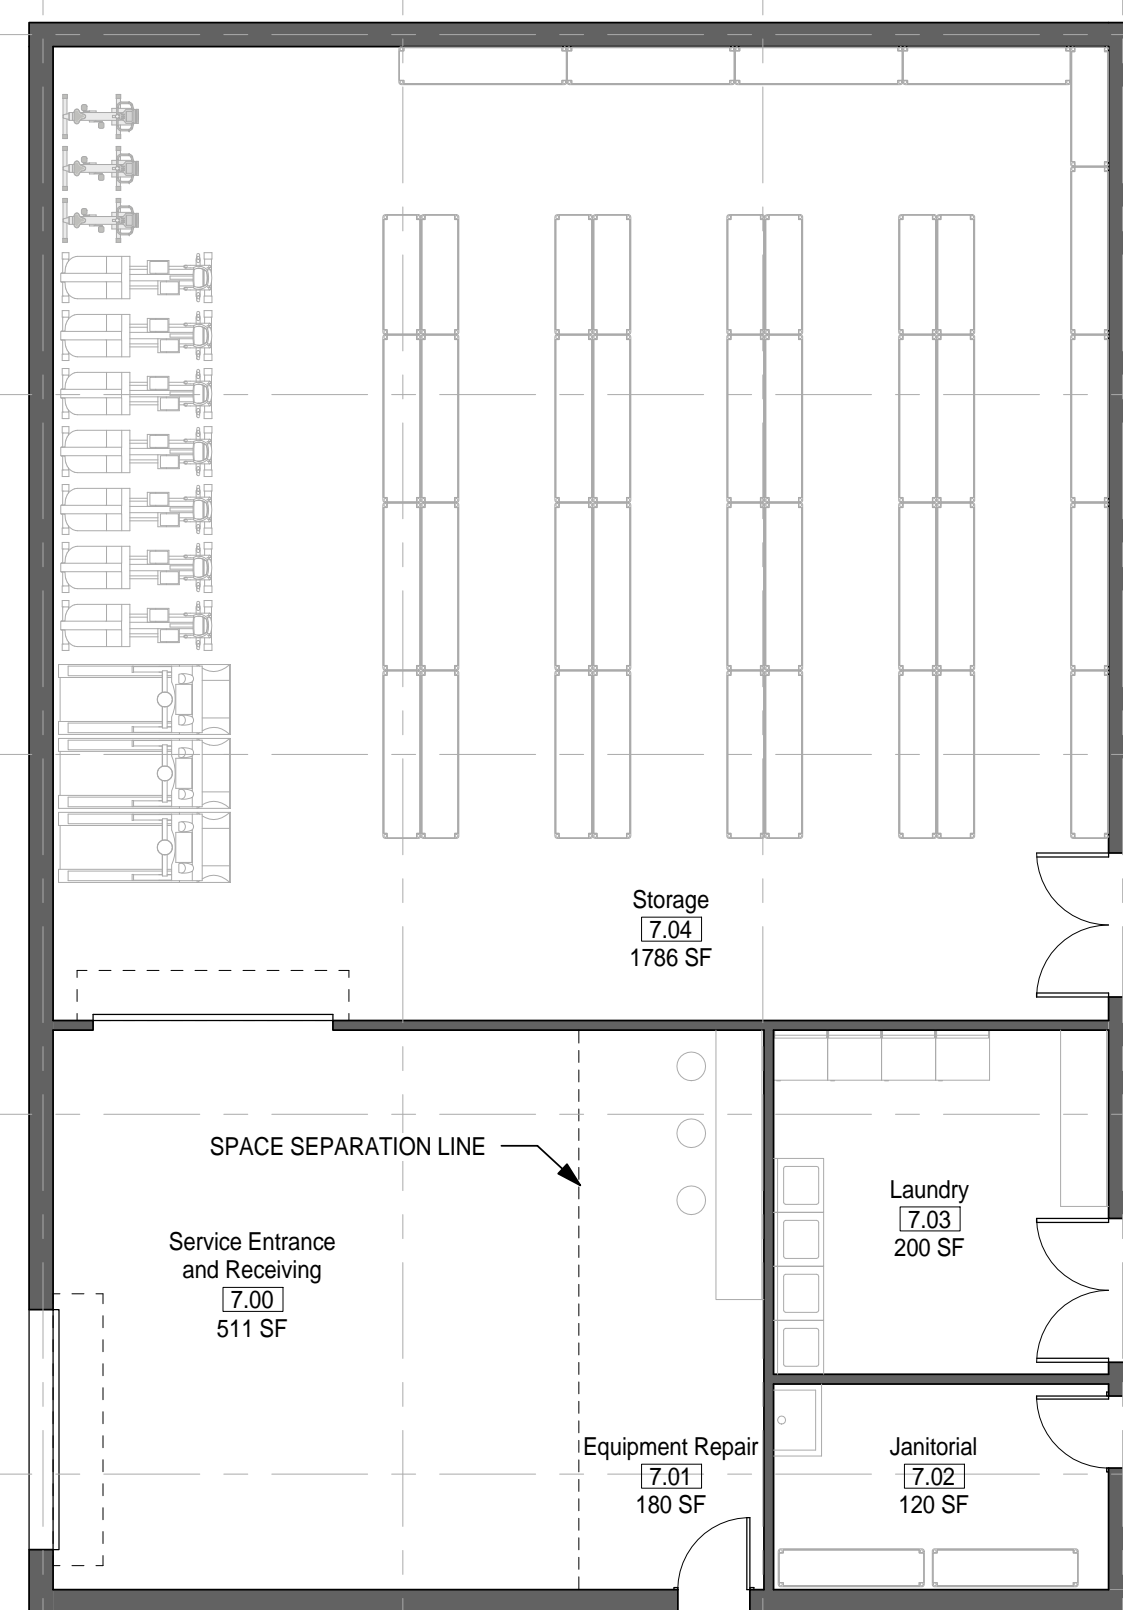 Storage
7.04
1786 SF
SPACE SEPARATION LINE
Service Entrance
and Receiving
7.00
511 SF
Laundry
7.03
200 SF
Equipment Repair
7.01
180 SF
Janitorial
7.02
120 SF